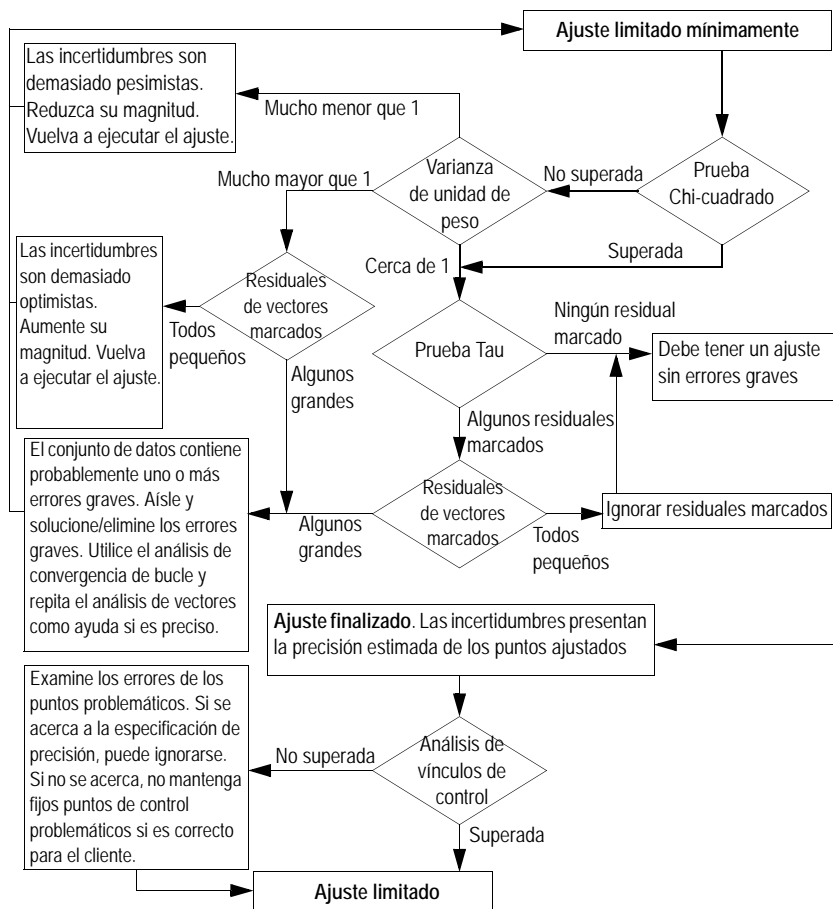 Ajuste limitado mínimamente
Las incertidumbres son
demasiado pesimistas.
Reduzca su magnitud.
Vuelva a ejecutar el ajuste.
Mucho menor que 1
Mucho mayor que 1
Varianza
de unidad de
peso
No superada
Prueba
Chi-cuadrado
Superada
Cerca de 1
Las incertidumbres
son demasiado
optimistas.
Aumente su
magnitud. Vuelva
a ejecutar el ajuste.
Todos
pequeños
Residuales
de vectores
marcados
Algunos
grandes
Prueba Tau
Ningún residual
marcado
Debe tener un ajuste
sin errores graves
Algunos residuales
marcados
El conjunto de datos contiene
probablemente uno o más
errores graves. Aísle y
solucione/elimine los errores
graves. Utilice el análisis de
convergencia de bucle y
repita el análisis de vectores
como ayuda si es preciso.
Algunos
grandes
Residuales
de vectores
marcados
Todos
pequeños
Ignorar residuales marcados
Ajuste finalizado. Las incertidumbres presentan
la precisión estimada de los puntos ajustados
Examine los errores de los
puntos problemáticos. Si se
acerca a la especificación de
precisión, puede ignorarse.
Si no se acerca, no mantenga
fijos puntos de control
problemáticos si es correcto
para el cliente.
No superada
Análisis de
vínculos de
control
Superada
Ajuste limitado